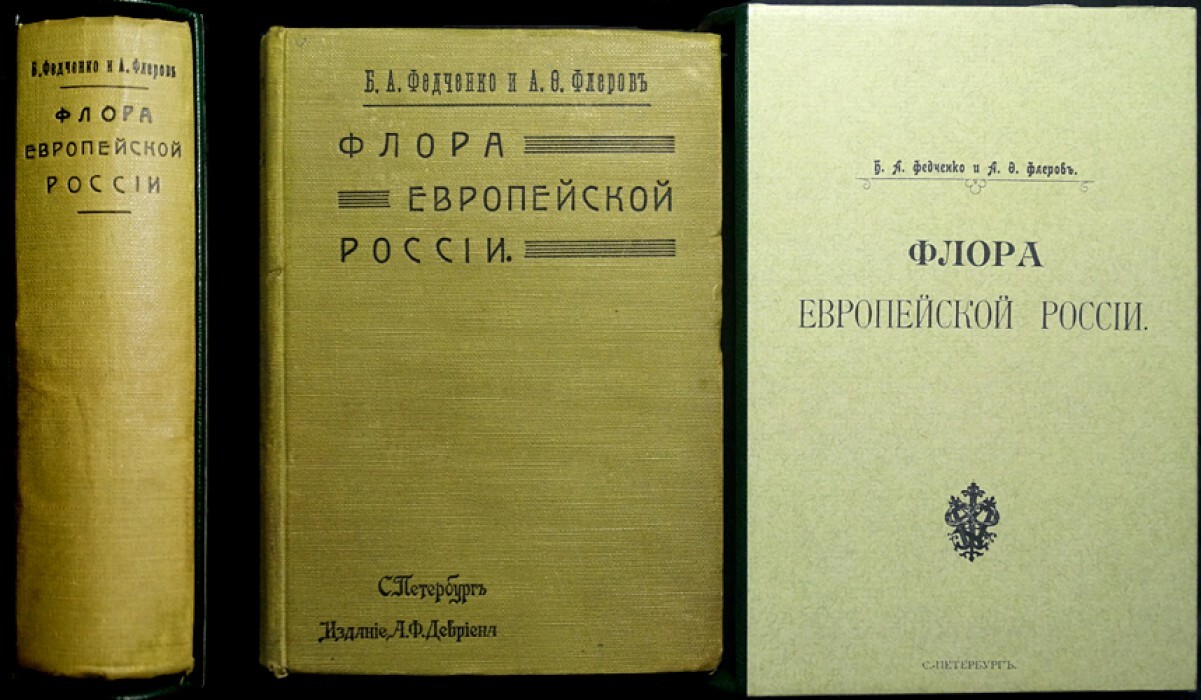 Б. Федченко и А. Флеровъ
ФЛОРА
ЕВРОПЕЙСКОЙ
РОССІИ
Б. А. Федченко и А. Ѳ. Флеровъ
ФЛОРА
ЕВРОПЕЙСКОЙ
РОССІИ.
С.Петербургъ
Изданіе А.Ф.Девріена
Б. А. Федченко и А. Ѳ. Флеровъ.
ФЛОРА
ЕВРОПЕЙСКОЙ РОССІИ.
С.-ПЕТЕРБУРГЪ.